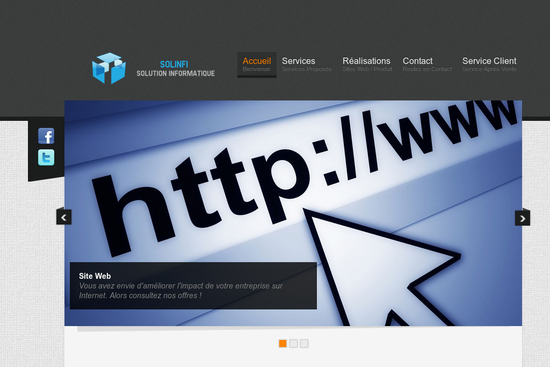 SOLINFI
SOLUTION INFORMATIQUE
Accueil
Bienvenue
Services
Services Proposés
Réalisations
Sites Web / Produit
Contact
Restez en Contact
Service Client
Service Après Vente
http://www
Site Web
Vous avez envie d'améliorer l'impact de votre entreprise sur
Internet. Alors consultez nos offres !